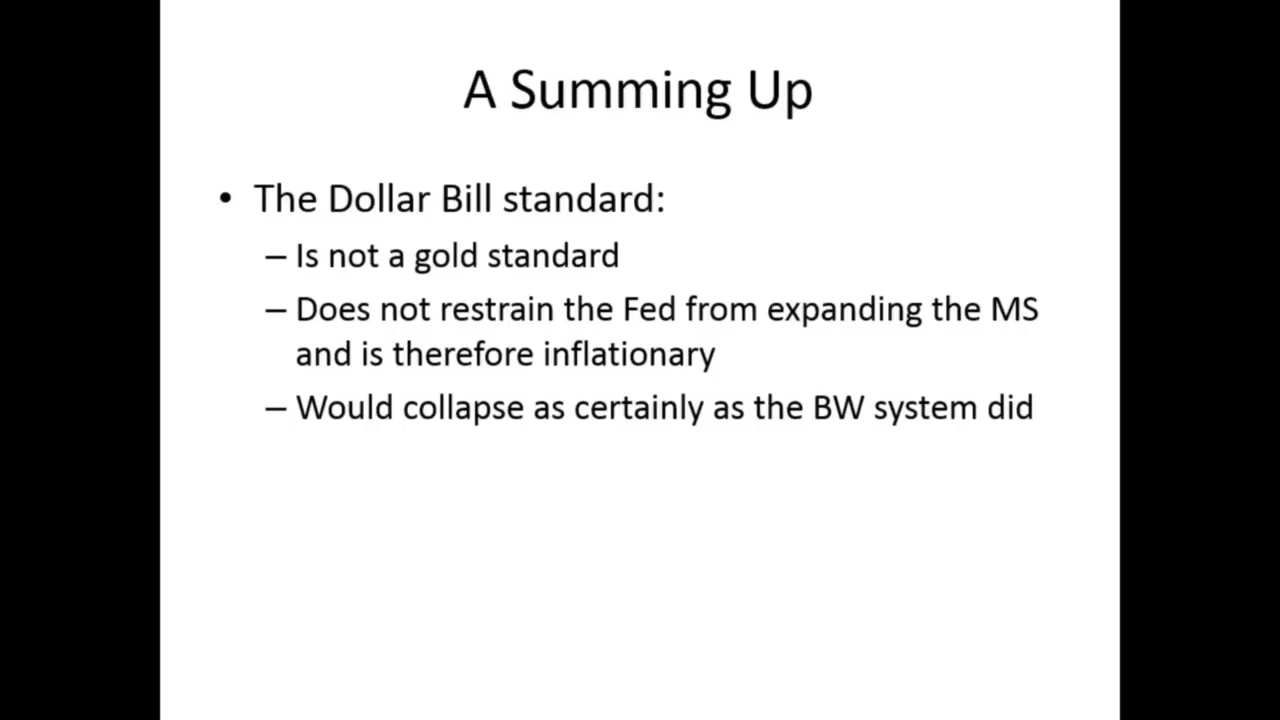 A Summing Up
• The Dollar Bill standard:
– Is not a gold standard
– Does not restrain the Fed from expanding the MS
and is therefore inflationary
– Would collapse as certainly as the BW system did